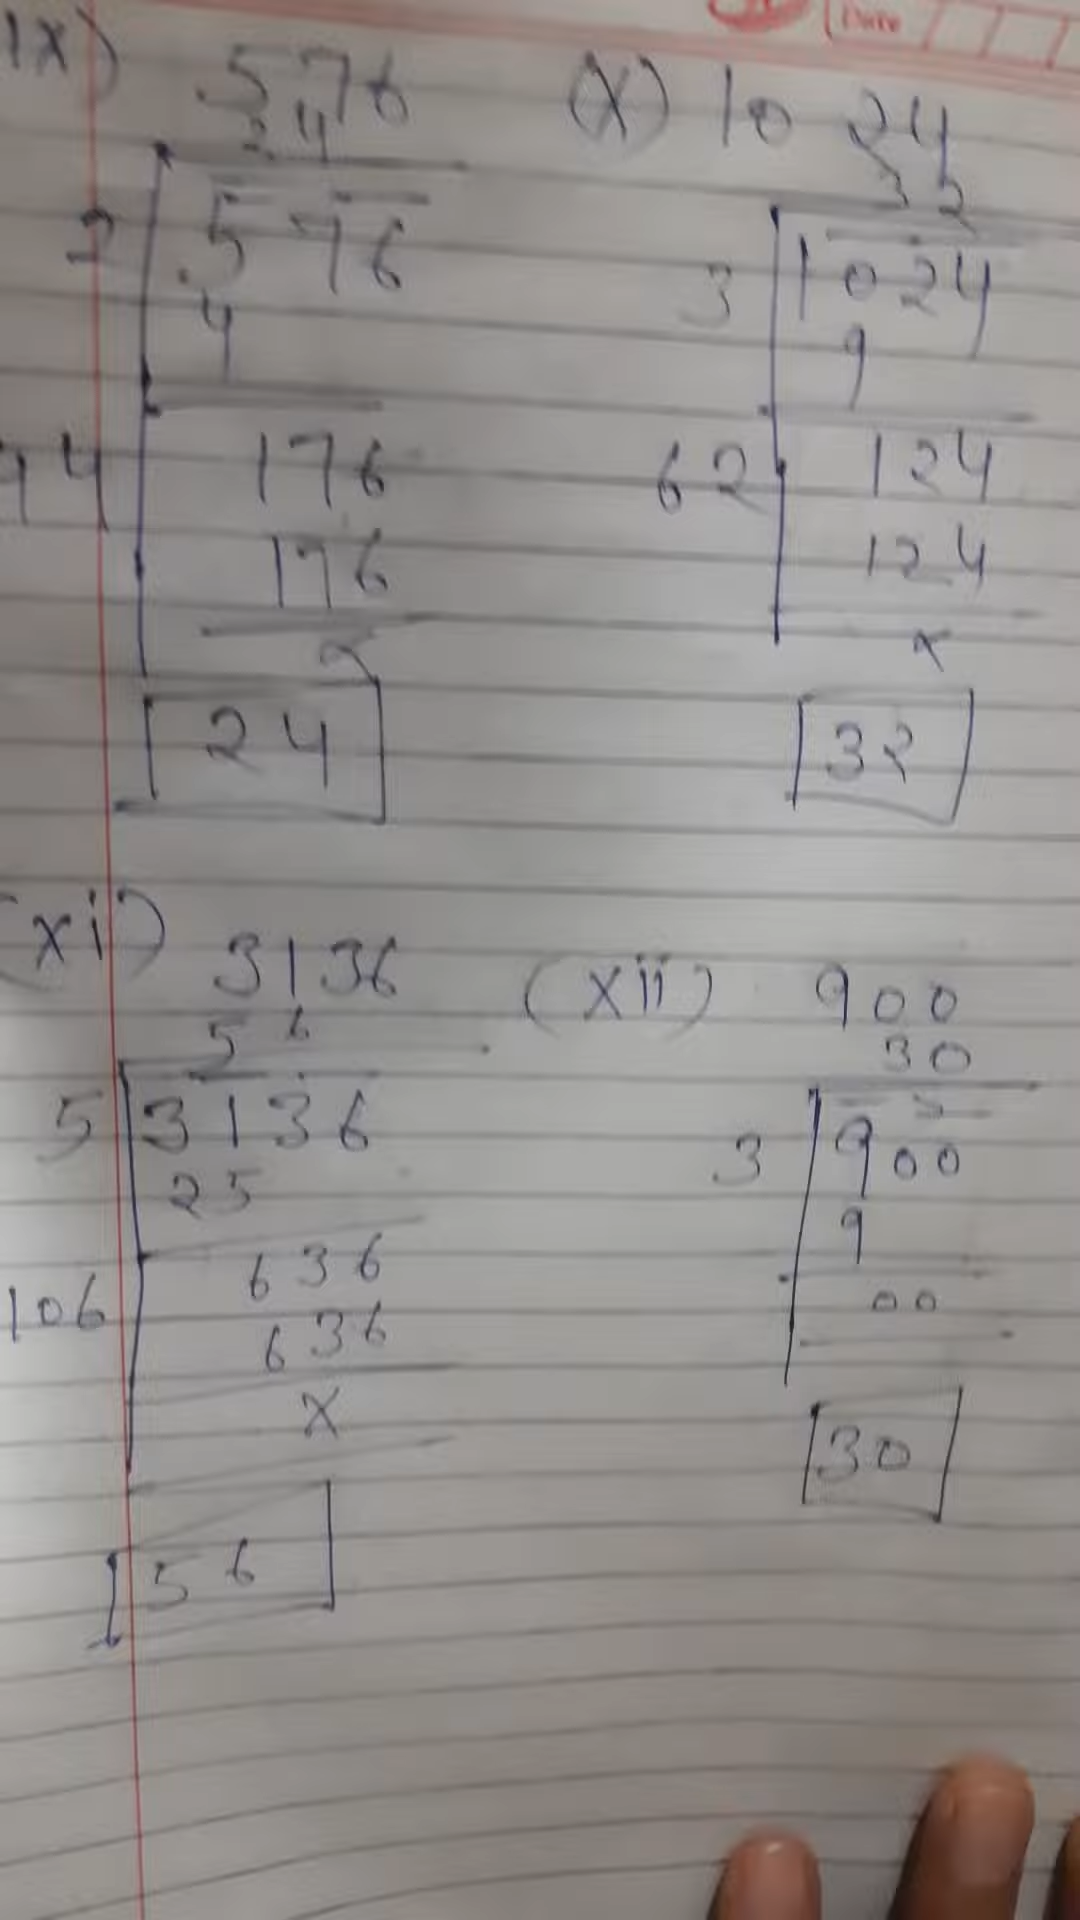 Date
ix) 576
24
2 576
4
44 176
176
x
24
(x) 1024
32
3 1024
9
62 124
124
x
32
(xi) 3136
56
5 3136
25
106 636
636
x
56
(xii) 900
30
3 900
9
00
30